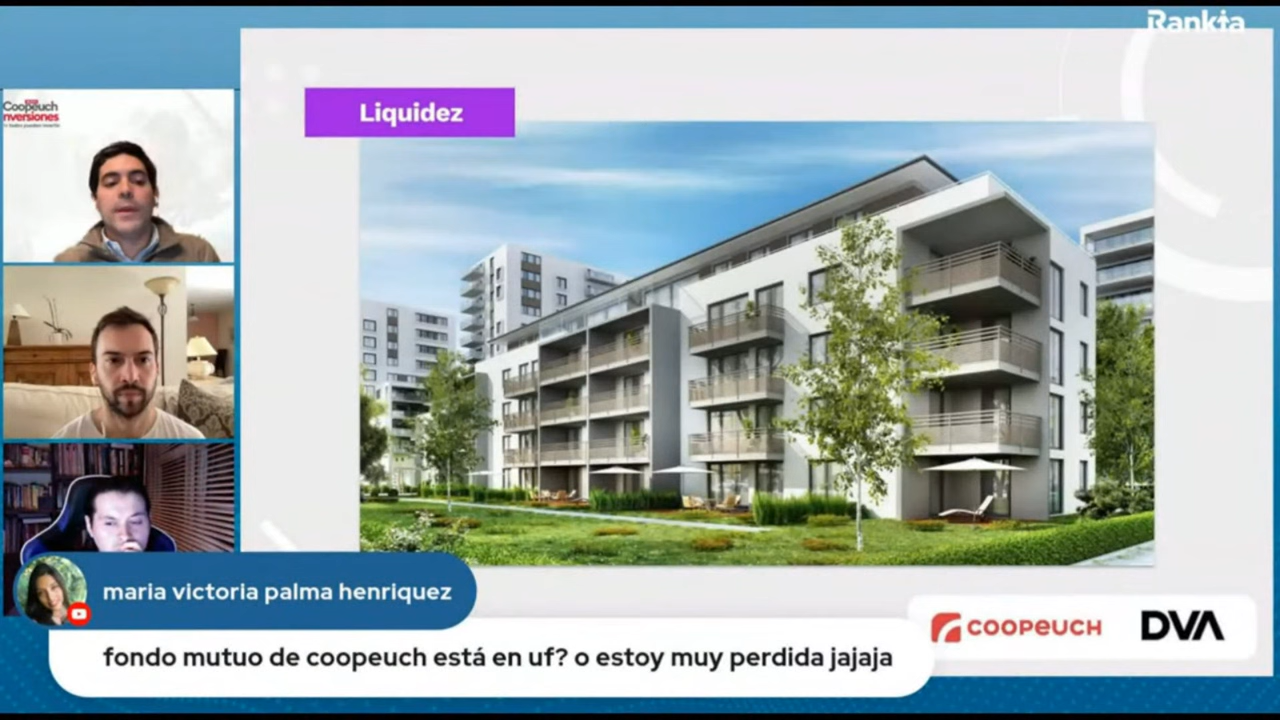 Rankia
Coopeuch
nversiones
Liquidez
maria victoria palma henriquez
fondo mutuo de coopeuch está en uf? o estoy muy perdida jajaja
COOPEUCH
DVA